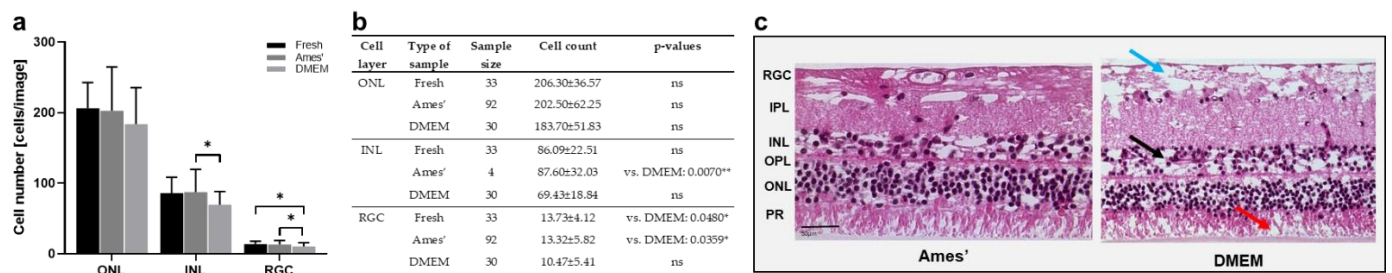 a
Cell number [cells/image]
300
200
100
0
Fresh
Ames'
DMEM
*
*
*
ONL
INL
RGC
b
Cell layer Type of sample Sample size Cell count p-values
ONL Fresh 33 206.30±36.57 ns
Ames' 92 202.50±62.25 ns
DMEM 30 183.70±51.83 ns
INL Fresh 33 86.09±22.51 ns
Ames' 4 87.60±32.03 vs. DMEM: 0.0070**
DMEM 30 69.43±18.84 ns
RGC Fresh 33 13.73±4.12 vs. DMEM: 0.0480*
Ames' 92 13.32±5.82 vs. DMEM: 0.0359*
DMEM 30 10.47±5.41 ns
c
RGC
IPL
INL
OPL
ONL
PR
Ames'
DMEM